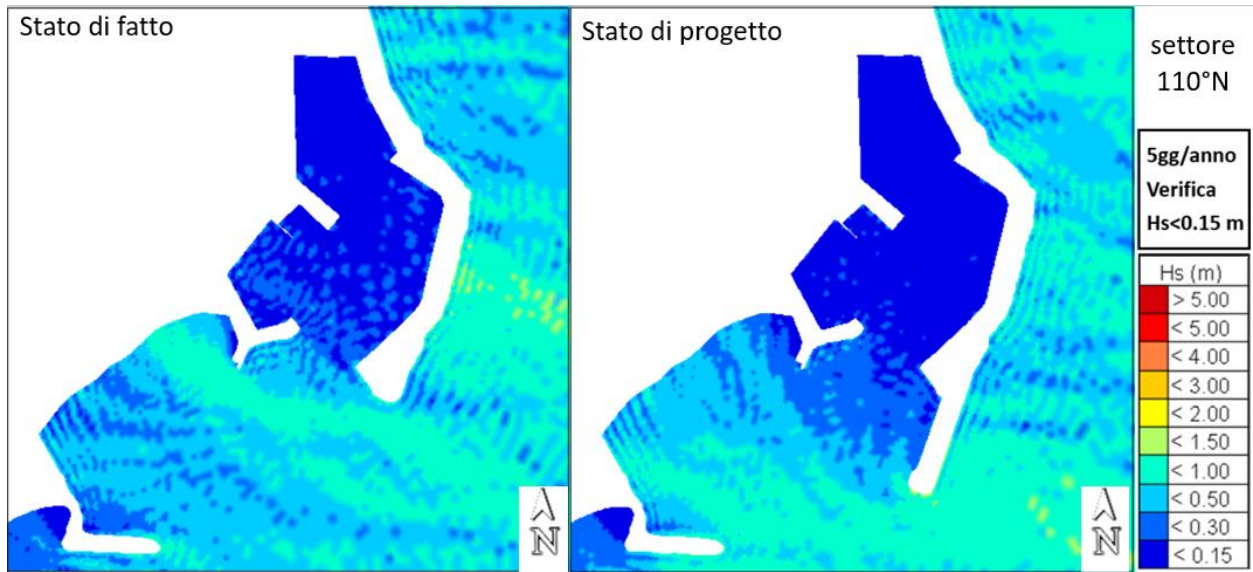 Stato di fatto
Stato di progetto
settore
110°N
5gg/anno
Verifica
Hs<0.15 m
Hs (m)
> 5.00
< 5.00
< 4.00
< 3.00
< 2.00
< 1.50
< 1.00
< 0.50
< 0.30
< 0.15
N
N